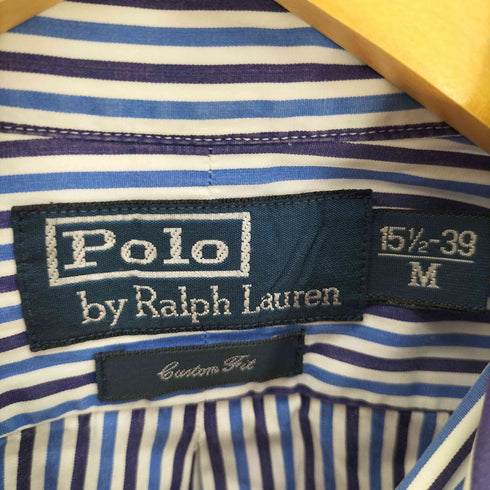 Polo
by Ralph Lauren
15½-39
M
Custom Fit